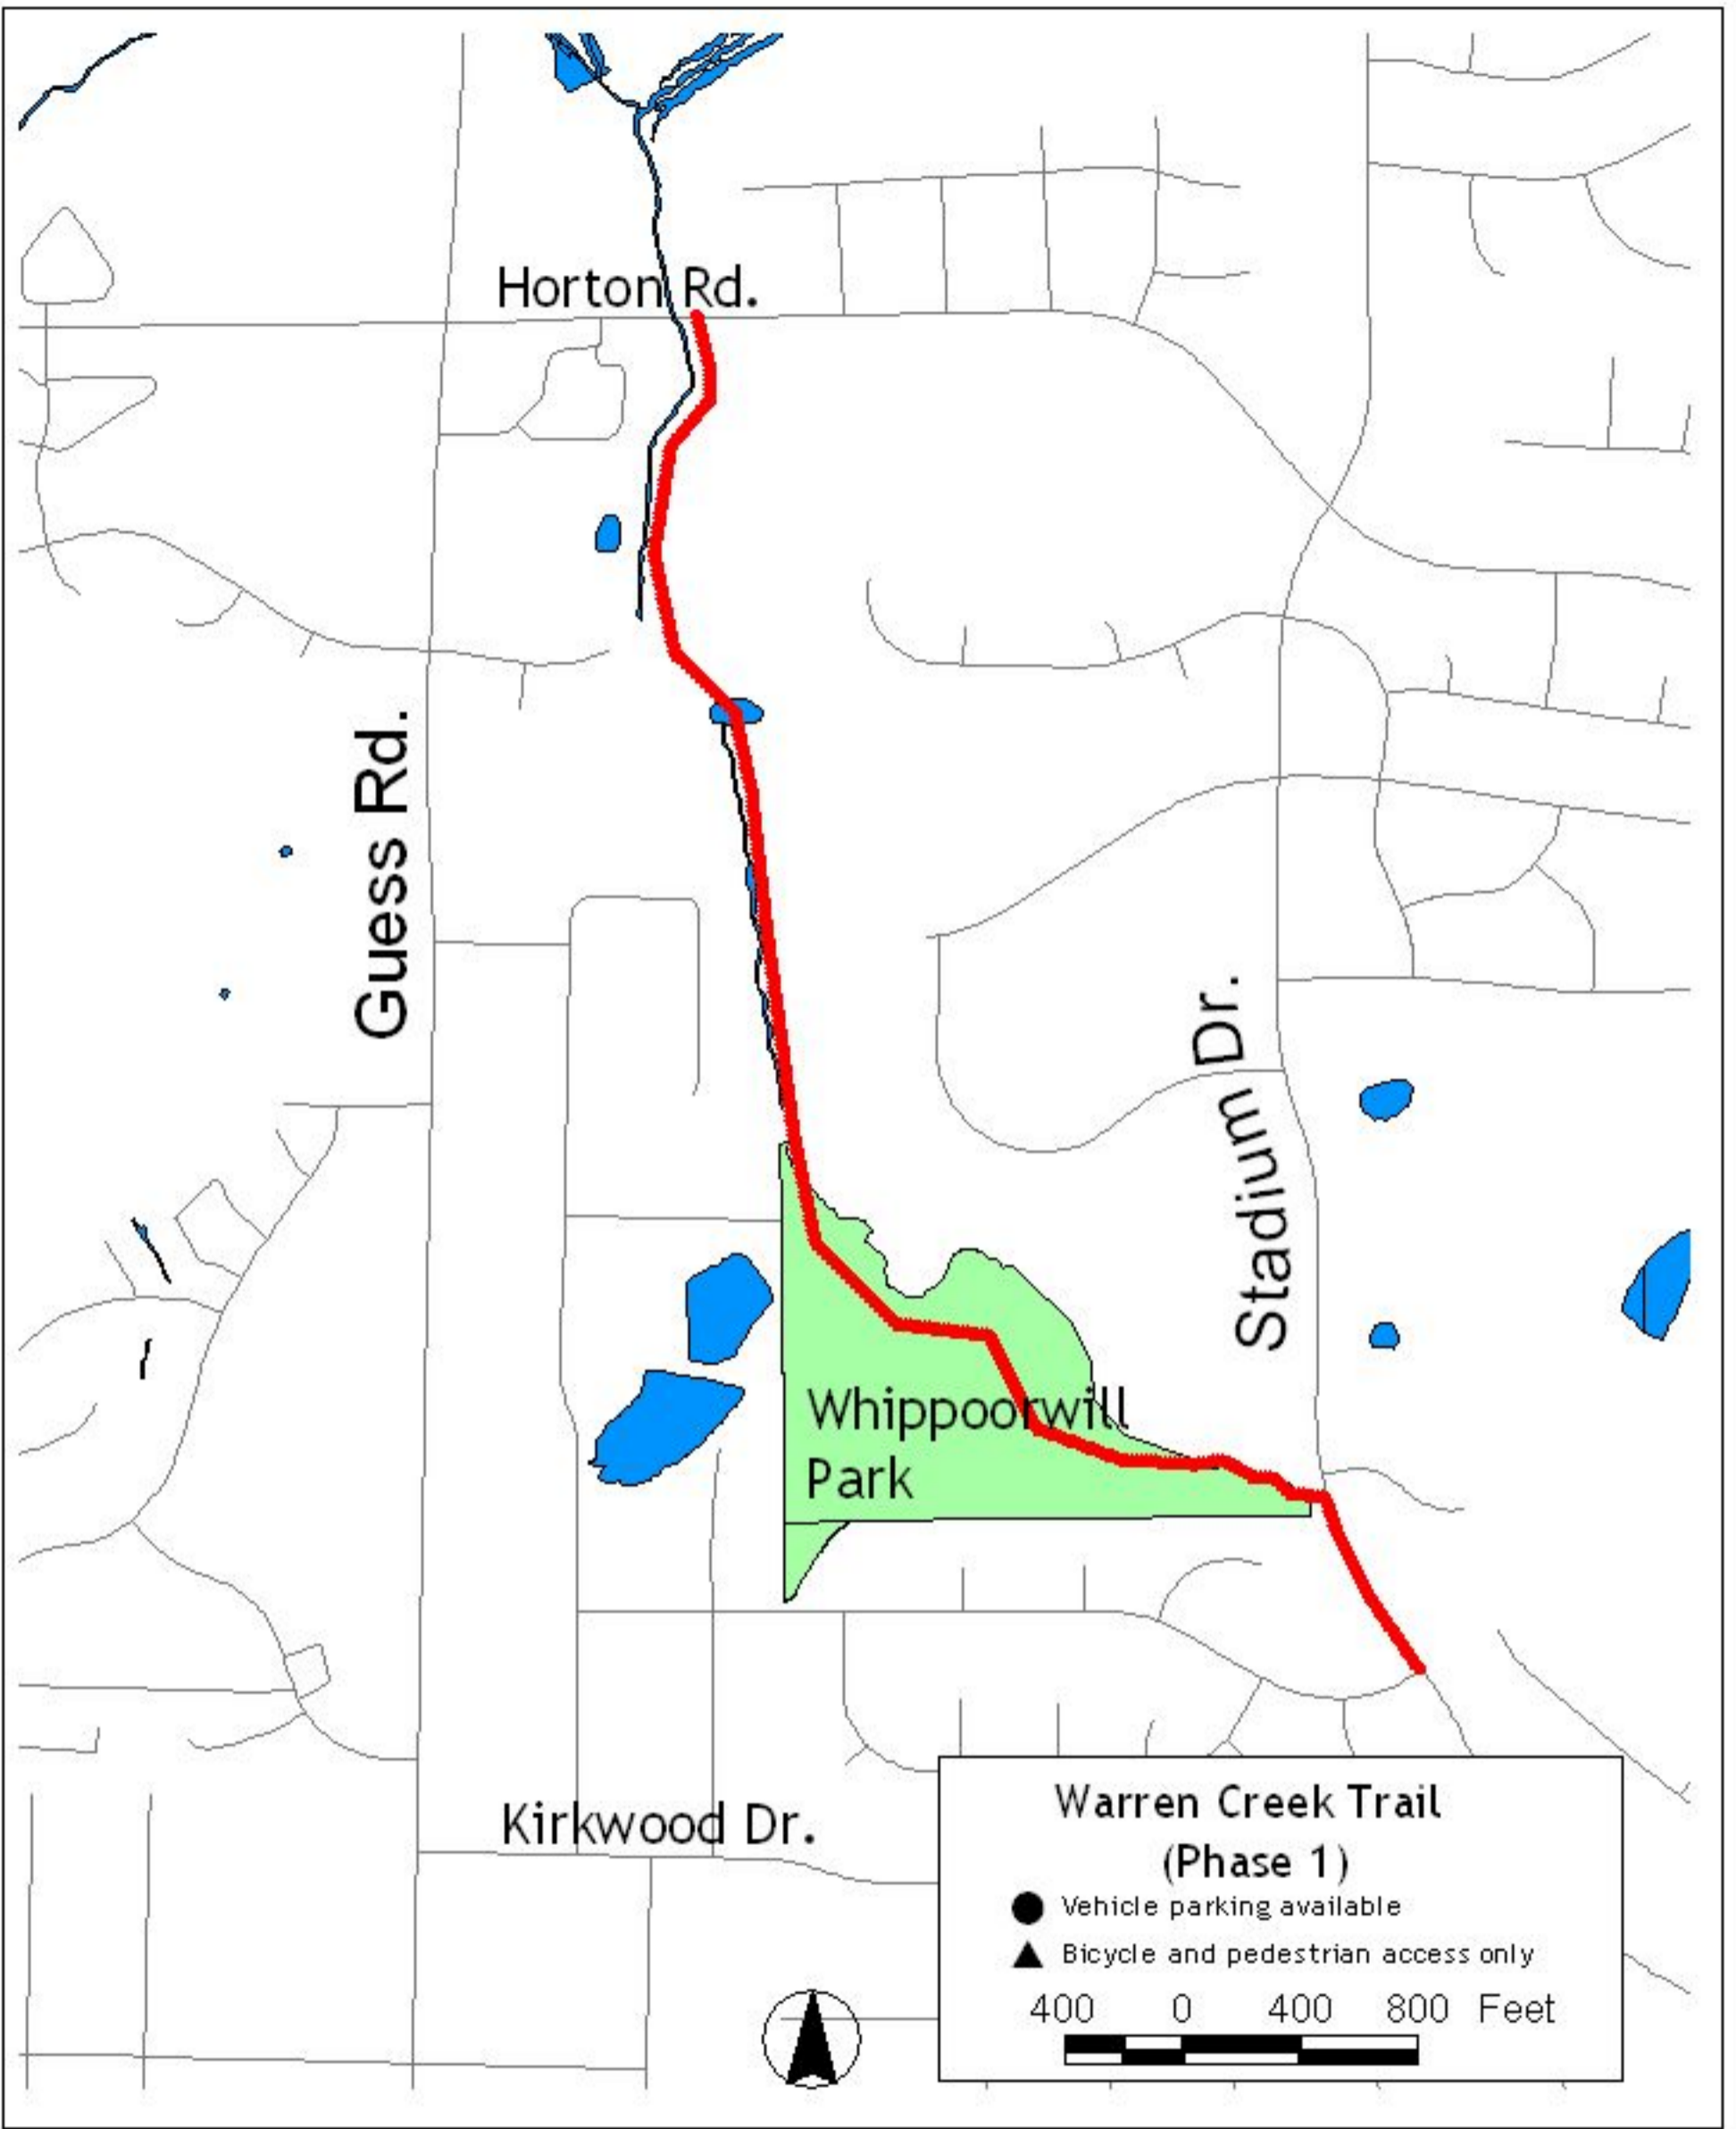 Horton Rd.
Guess Rd.
Stadium Dr.
Whippoorwill
Park
Kirkwood Dr.
Warren Creek Trail
(Phase 1)
Vehicle parking available
Bicycle and pedestrian access only
400 0 400 800 Feet